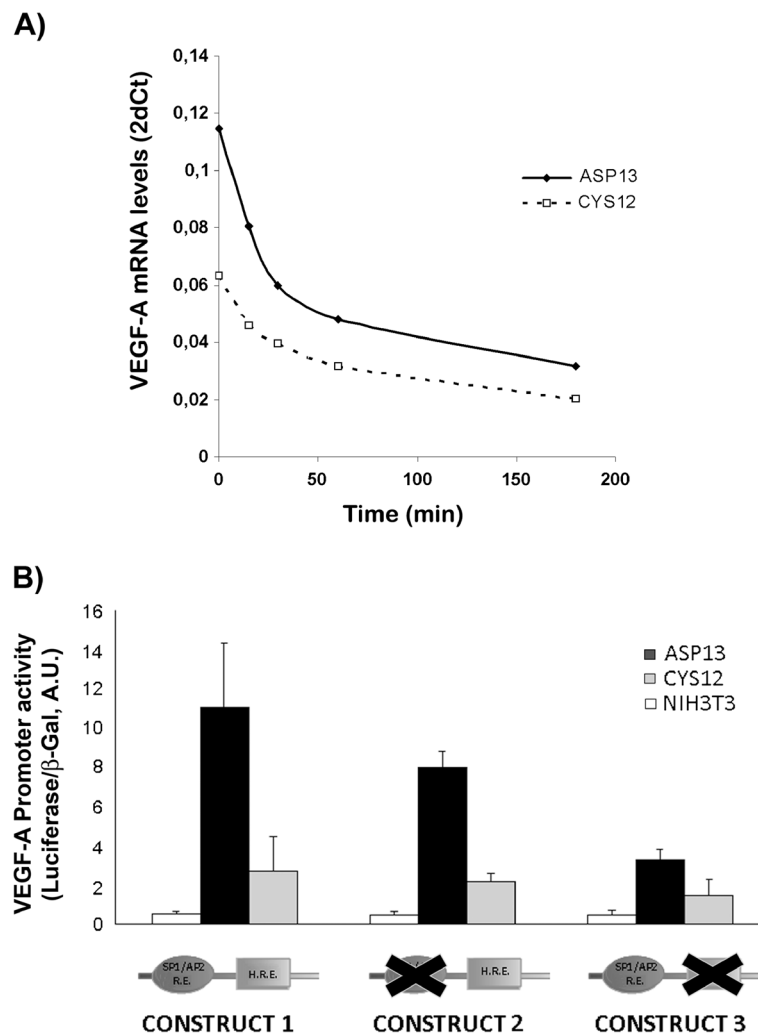 A)
VEGF-A mRNA levels (2dCt)
0,14
0,12
0,1
0,08
0,06
0,04
0,02
0
0
50
100
150
200
Time (min)
ASP13
CYS12
B)
VEGF-A Promoter activity
(Luciferase/β-Gal, A.U.)
16
14
12
10
8
6
4
2
0
ASP13
CYS12
NIH3T3
SP1/AP2
R.E.
H.R.E.
H.R.E.
SP1/AP2
R.E.
CONSTRUCT 1
CONSTRUCT 2
CONSTRUCT 3